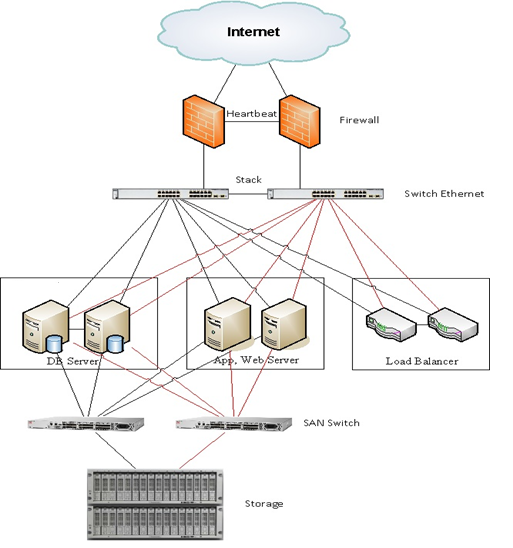 Internet
Heartbeat
Firewall
Stack
Switch Ethernet
DB Server
App, Web Server
Load Balancer
SAN Switch
Storage